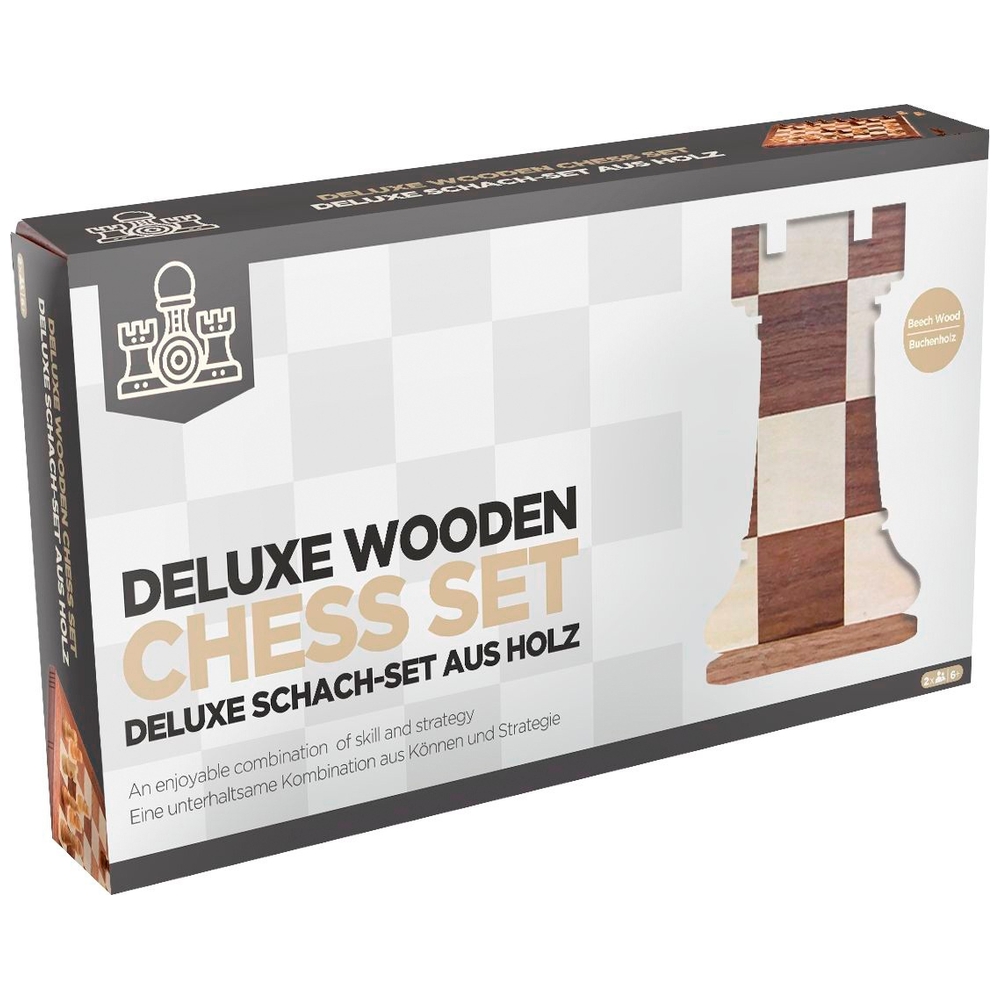 DELUXE WOODEN CHESS SET
DELUXE SCHACH-SET AUS HOLZ
DELUXE WOODEN CHESS SET
DELUXE SCHACH-SET AUS HOLZ
Beech Wood
Buchenholz
DELUXE WOODEN
CHESS SET
DELUXE SCHACH-SET AUS HOLZ
An enjoyable combination of skill and strategy
Eine unterhaltsame Kombination aus Können und Strategie
2x 6+